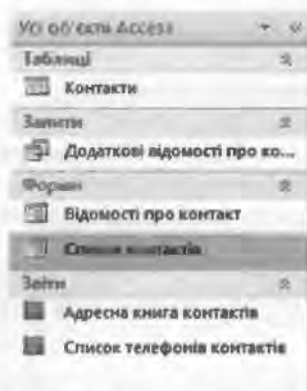 Усі об'єкти Access
Таблиці
Контакти
Запити
Додаткові відомості про ко...
Форми
Відомості про контакт
Список контактів
Звіти
Адресна книга контактів
Список телефонів контактів